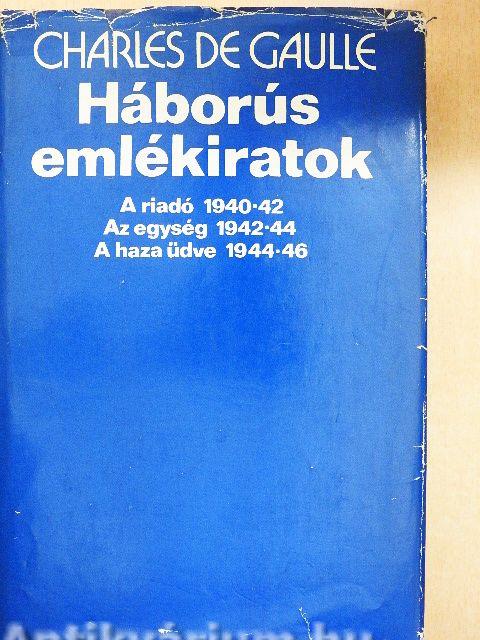 CHARLES DE GAULLE
Háborús
emlékiratok
A riadó 1940·42
Az egység 1942·44
A haza üdve 1944·46